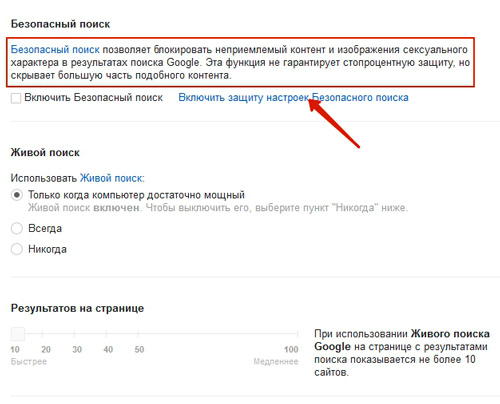 Безопасный поиск
Безопасный поиск позволяет блокировать неприемлемый контент и изображения сексуального
характера в результатах поиска Google. Эта функция не гарантирует стопроцентную защиту, но
скрывает большую часть подобного контента.
Включить Безопасный поиск Включить защиту настроек Безопасного поиска
Живой поиск
Использовать Живой поиск:
Только когда компьютер достаточно мощный
Живой поиск включен. Чтобы выключить его, выберите пункт "Никогда" ниже.
Всегда
Никогда
Результатов на странице
10 20 30 40 50 100
Быстрее Медленнее
При использовании Живого поиска
Google на странице с результатами
поиска показывается не более 10
сайтов.